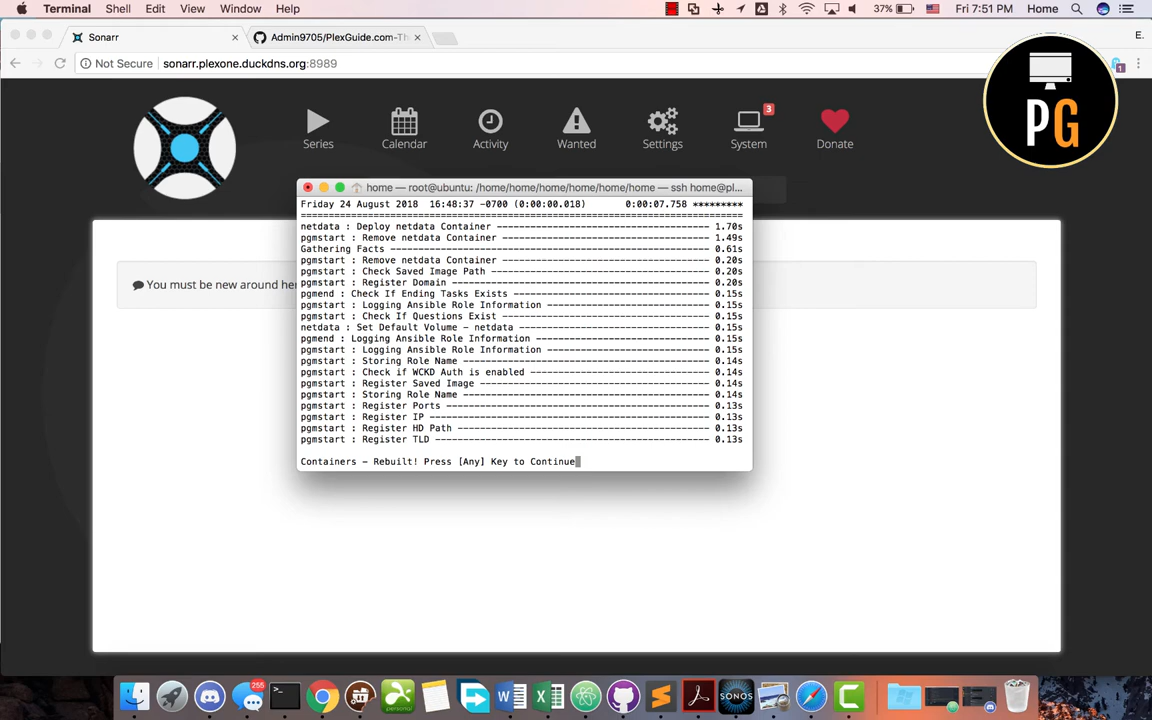 Terminal Shell Edit View Window Help 37% Fri 7:51 PM Home
Sonarr
Admin9705/PlexGuide.com-Th
E.
Not Secure sonarr.plexone.duckdns.org:8989
1
PG
3
Series Calendar Activity Wanted Settings System Donate
home — root@ubuntu: /home/home/home/home/home/home — ssh home@pl...
Friday 24 August 2018 16:48:37 -0700 (0:00:00.018) 0:00:07.758 *********
===============================================================================
netdata : Deploy netdata Container --------------------------------------- 1.70s
pgmstart : Remove netdata Container -------------------------------------- 1.49s
Gathering Facts ---------------------------------------------------------- 0.61s
pgmstart : Remove netdata Container -------------------------------------- 0.20s
pgmstart : Check Saved Image Path ---------------------------------------- 0.20s
pgmstart : Register Domain ----------------------------------------------- 0.20s
pgmend : Check If Ending Tasks Exists ------------------------------------ 0.15s
pgmstart : Logging Ansible Role Information ------------------------------ 0.15s
pgmstart : Check If Questions Exist -------------------------------------- 0.15s
netdata : Set Default Volume - netdata ----------------------------------- 0.15s
pgmend : Logging Ansible Role Information -------------------------------- 0.15s
pgmstart : Logging Ansible Role Information ------------------------------ 0.15s
pgmstart : Storing Role Name --------------------------------------------- 0.14s
pgmstart : Check if WCKD Auth is enabled --------------------------------- 0.14s
pgmstart : Register Saved Image ------------------------------------------ 0.14s
pgmstart : Storing Role Name --------------------------------------------- 0.14s
pgmstart : Register Ports ------------------------------------------------ 0.13s
pgmstart : Register IP --------------------------------------------------- 0.13s
pgmstart : Register HD Path ---------------------------------------------- 0.13s
pgmstart : Register TLD -------------------------------------------------- 0.13s
Containers - Rebuilt! Press [Any] Key to Continue
You must be new around her
255
SONOS